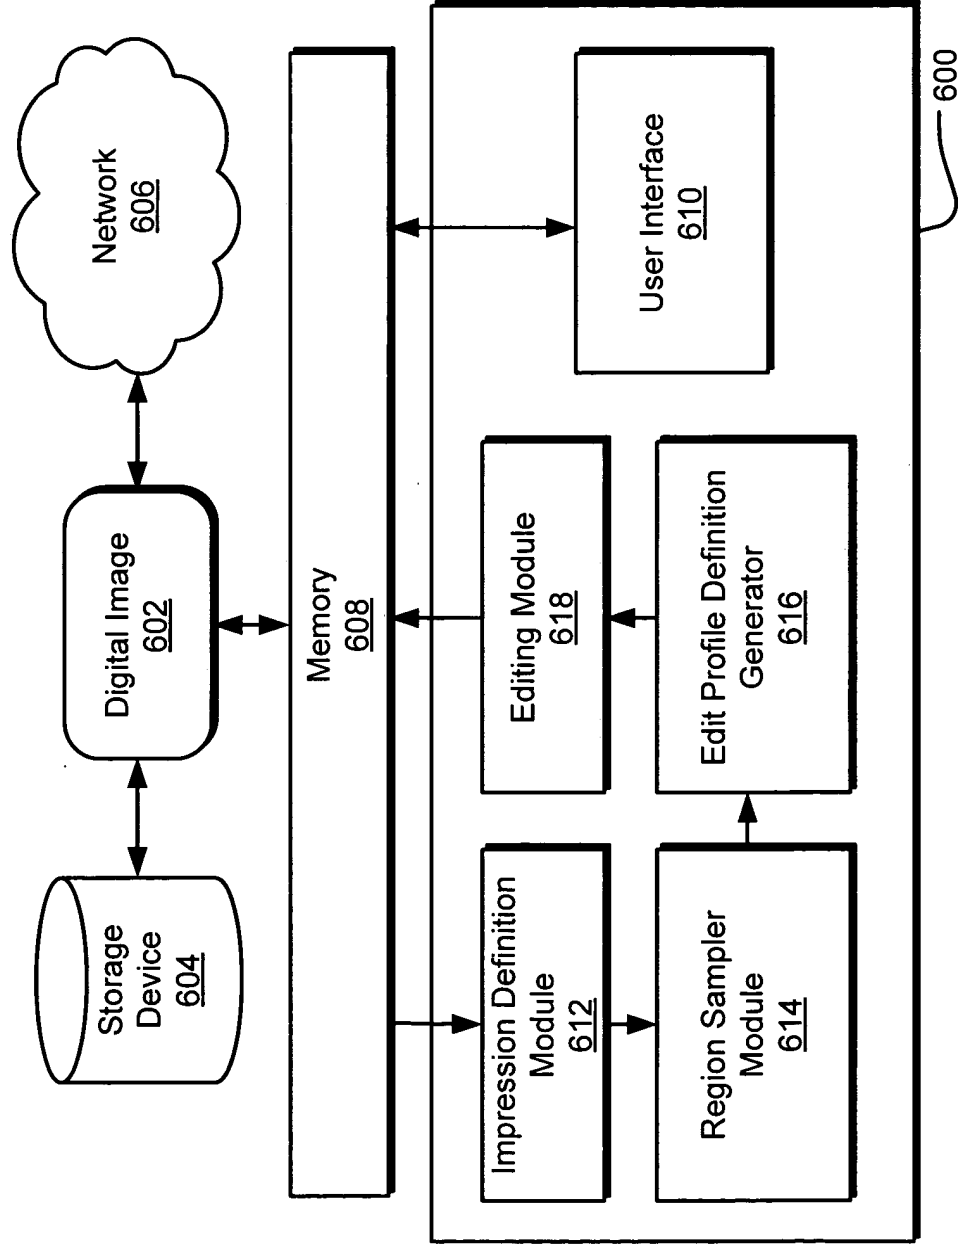 Storage
Device
604
Digital Image
602
Network
606
Memory
608
Impression Definition
Module
612
Editing Module
618
User Interface
610
Region Sampler
Module
614
Edit Profile Definition
Generator
616
600